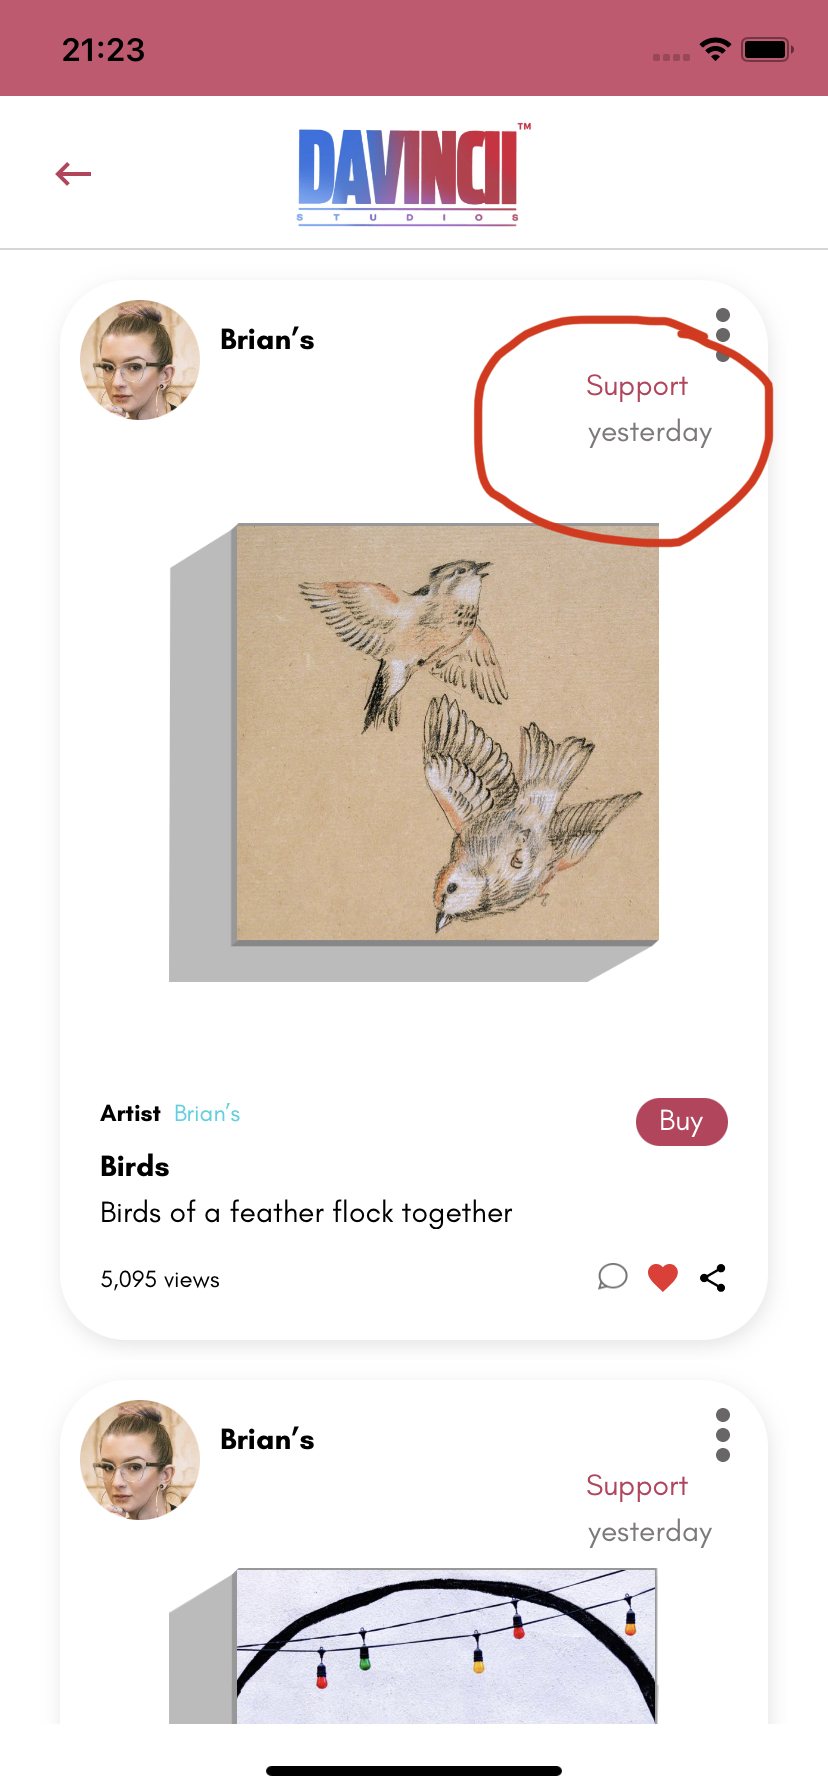 21:23
DAVINCII™
STUDIOS
Brian’s
Support
yesterday
Artist Brian’s
Buy
Birds
Birds of a feather flock together
5,095 views
Brian’s
Support
yesterday